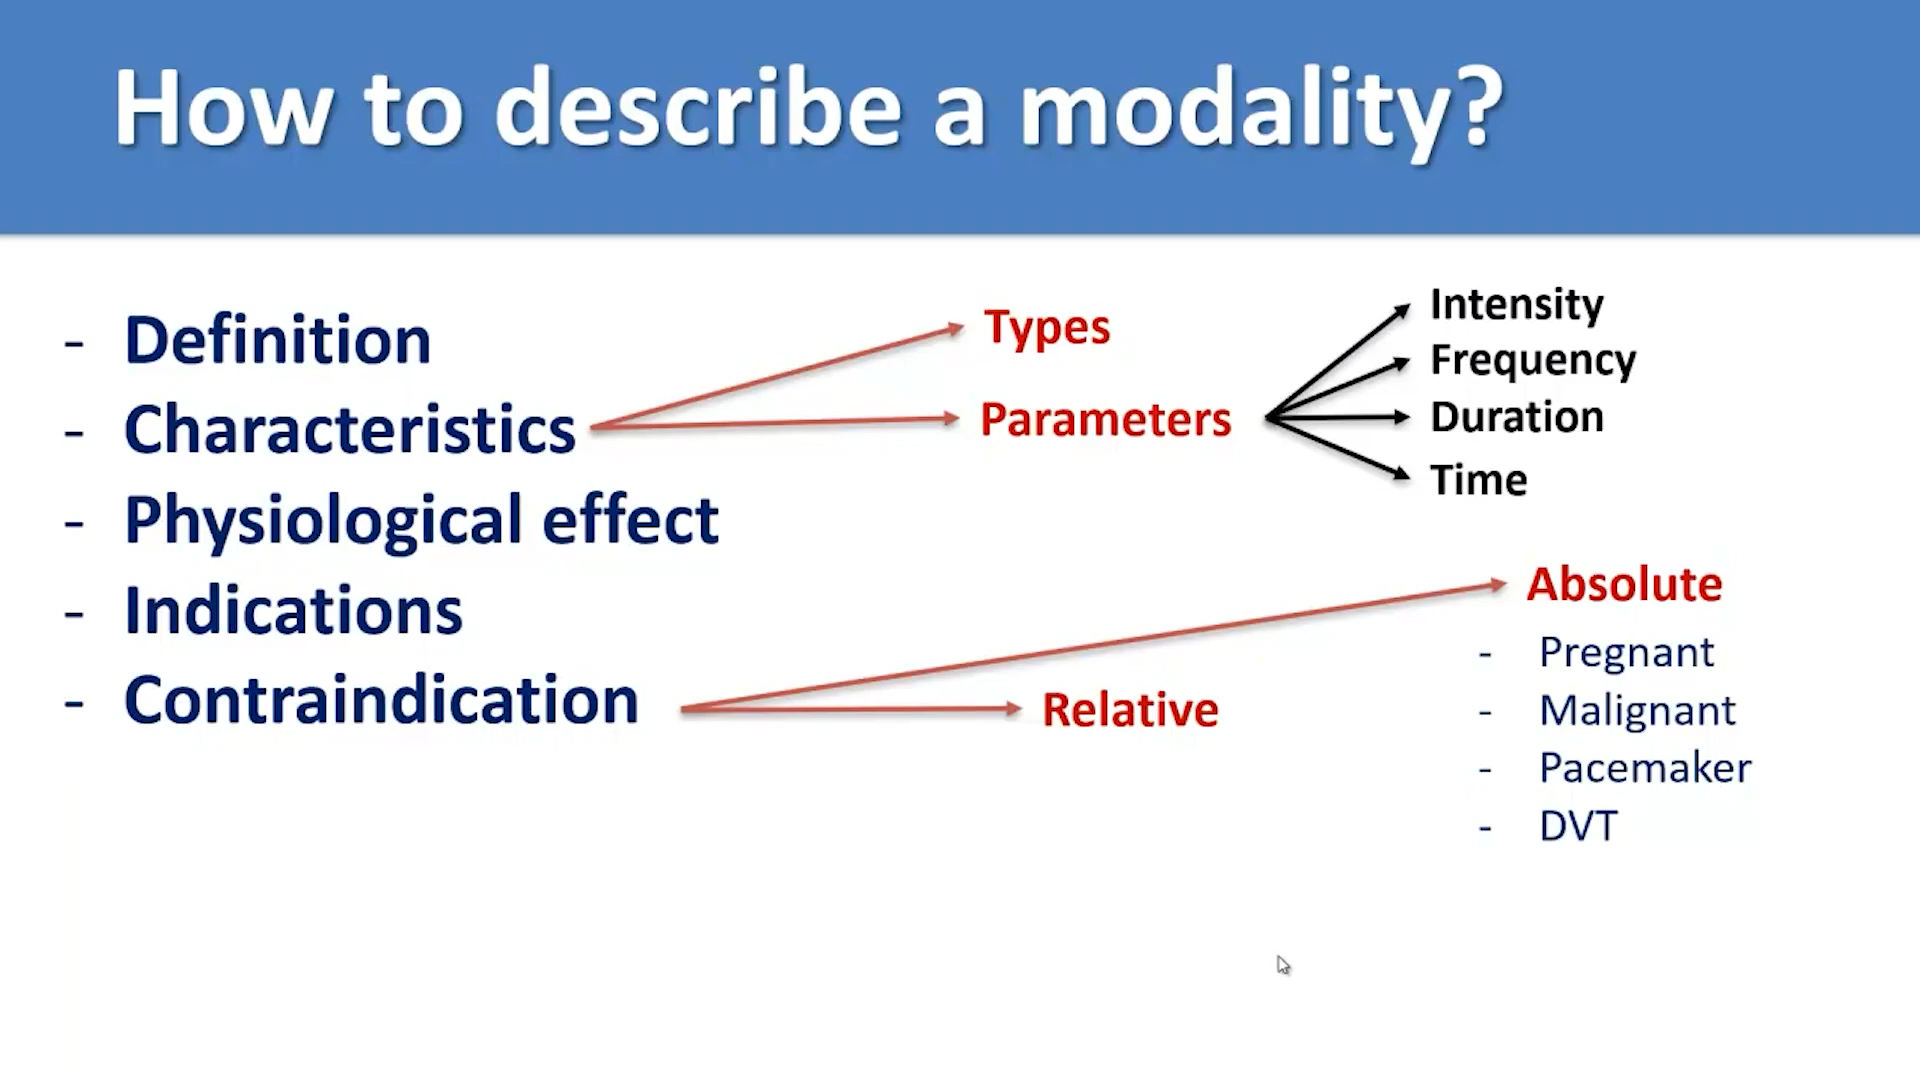 How to describe a modality?
- Definition
- Characteristics
- Physiological effect
- Indications
- Contraindication
Types
Parameters
Intensity
Frequency
Duration
Time
Relative
Absolute
- Pregnant
- Malignant
- Pacemaker
- DVT